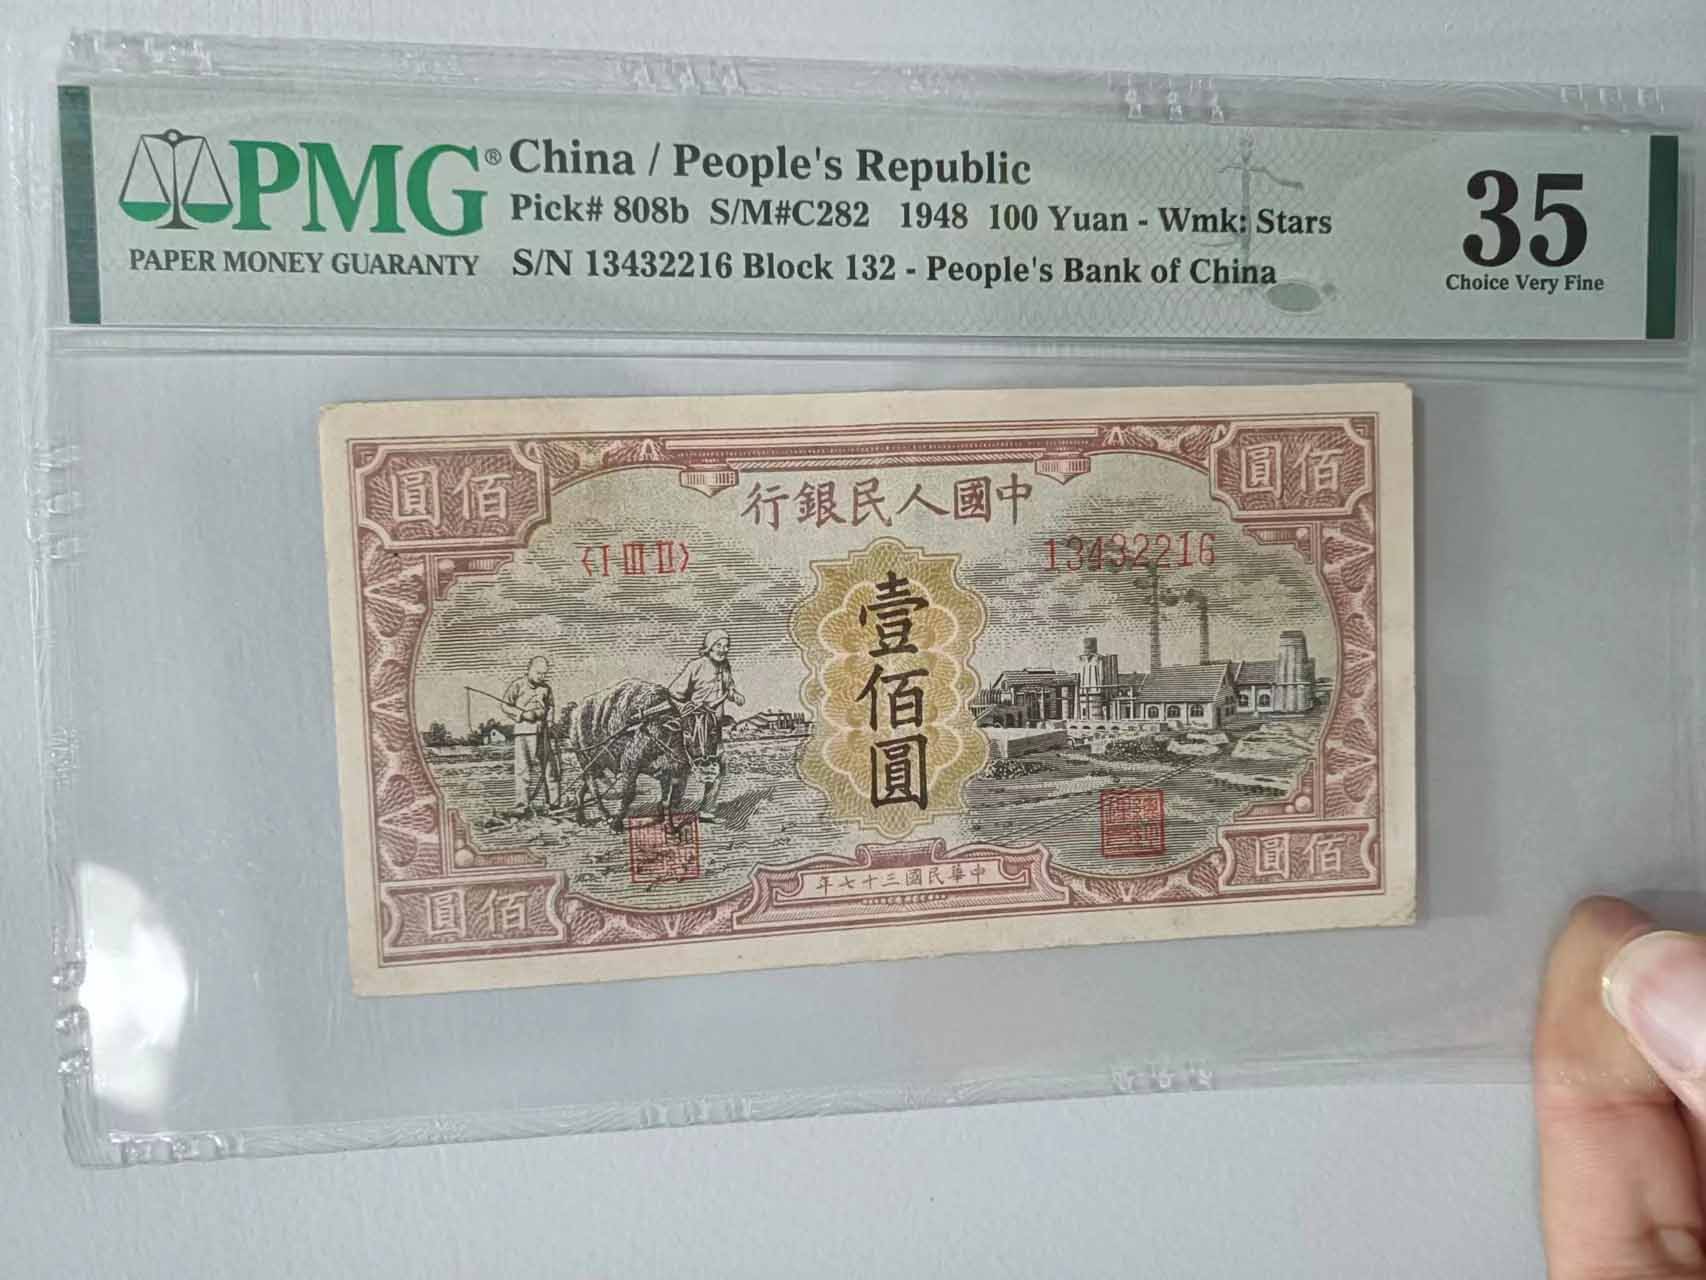 PMG® China / People's Republic
Pick# 808b S/M#C282 1948 100 Yuan - Wmk: Stars
PAPER MONEY GUARANTY S/N 13432216 Block 132 - People's Bank of China
35
Choice Very Fine
圓佰
行銀民人國中
圓佰
〈I III II〉
13432216
壹佰圓
年七十三國民華中
圓佰
圓佰